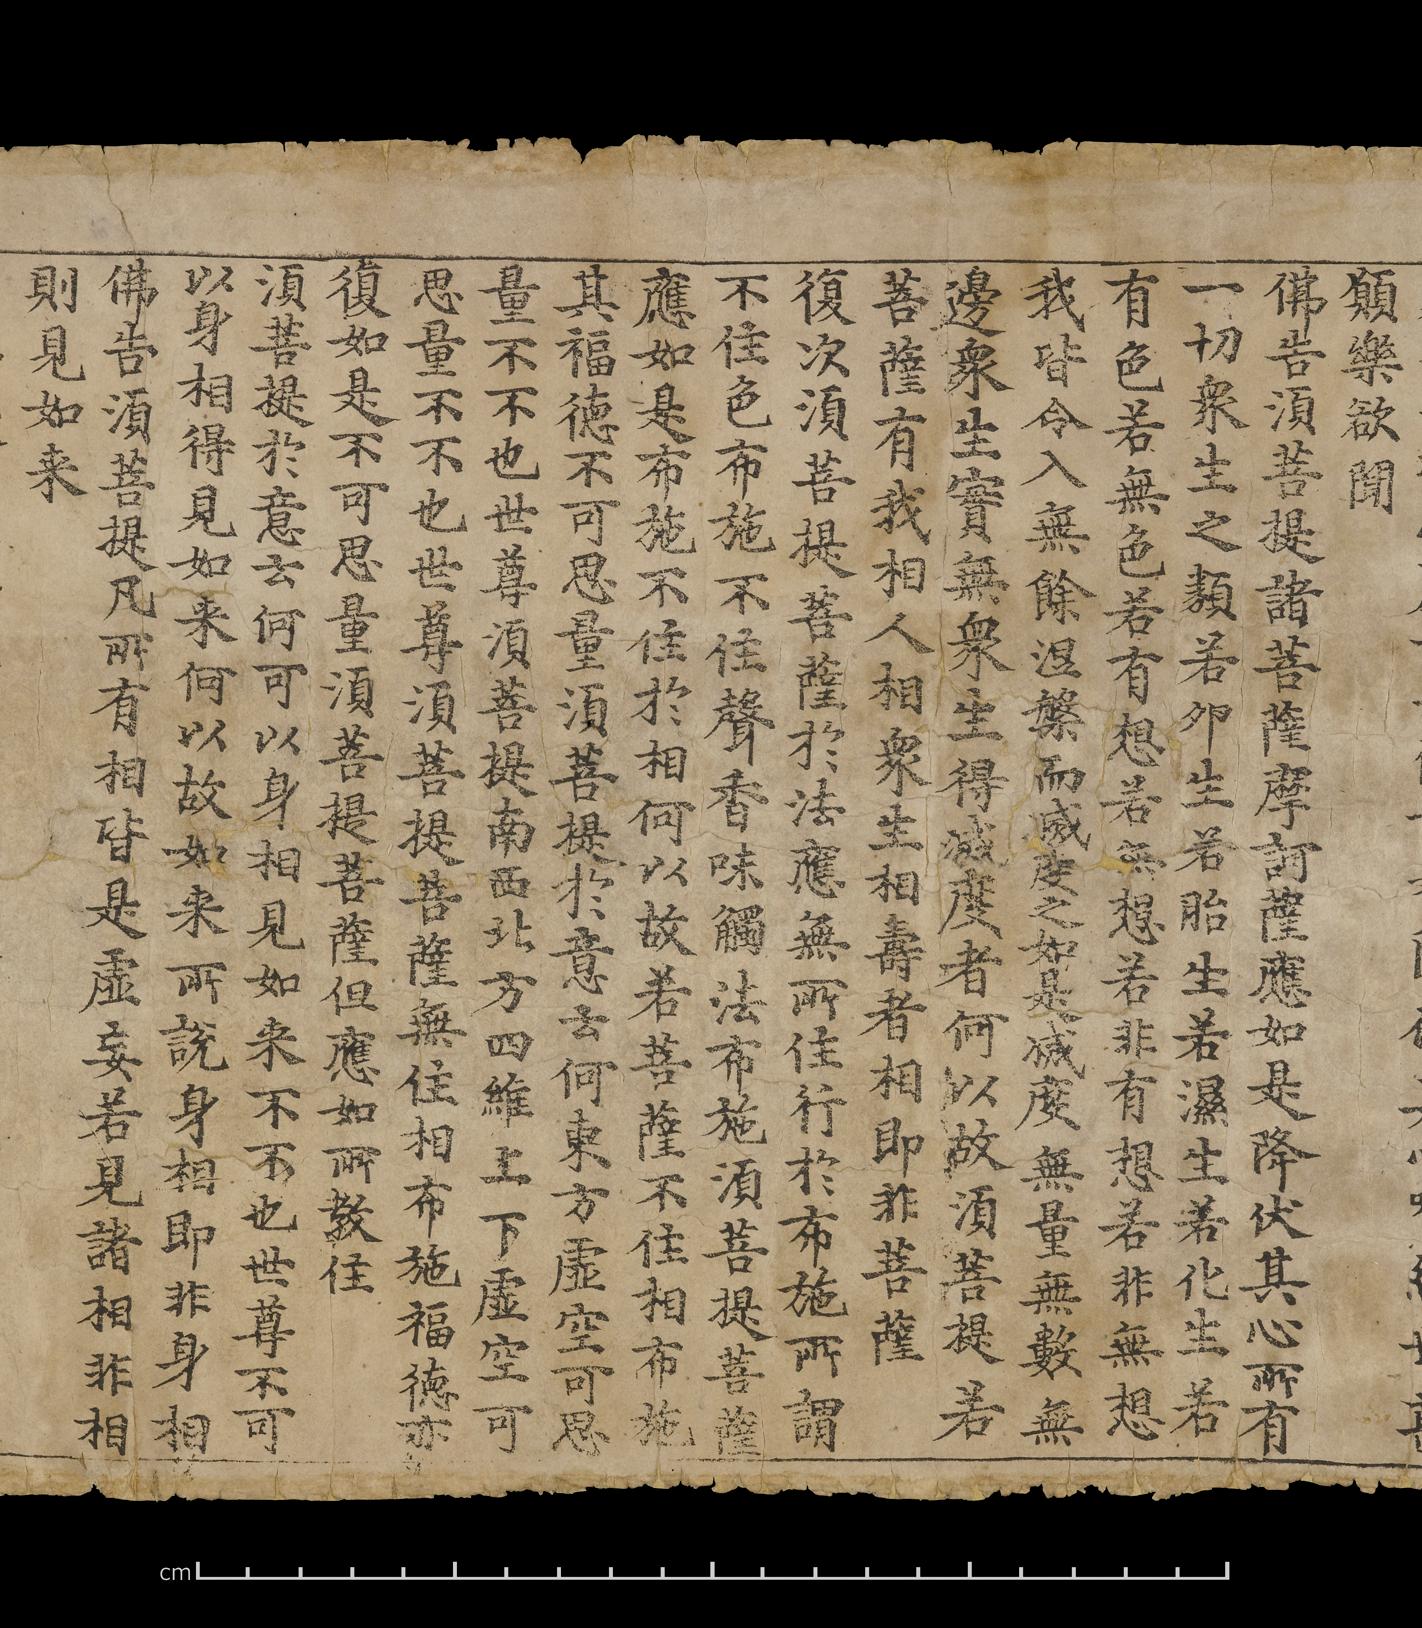 願樂欲聞
佛告須菩提諸菩薩摩訶薩應如是降伏其心所有
一切衆生之類若卵生若胎生若濕生若化生若
有色若無色若有想若無想若非有想若非無想
我皆令入無餘涅槃而滅度之如是滅度無量無數無
邊衆生實無衆生得滅度者何以故須菩提若
菩薩有我相人相衆生相壽者相即非菩薩
復次須菩提菩薩於法應無所住行於布施所謂
不住色布施不住聲香味觸法布施須菩提菩薩
應如是布施不住於相何以故若菩薩不住相布施
其福德不可思量須菩提於意云何東方虛空可思
量不不也世尊須菩提南西北方四維上下虛空可
思量不不也世尊須菩提菩薩無住相布施福德亦
復如是不可思量須菩提菩薩但應如所教住
須菩提於意云何可以身相見如来不不也世尊不可
以身相得見如来何以故如来所說身相即非身相
佛告須菩提凡所有相皆是虛妄若見諸相非相
則見如来
cm